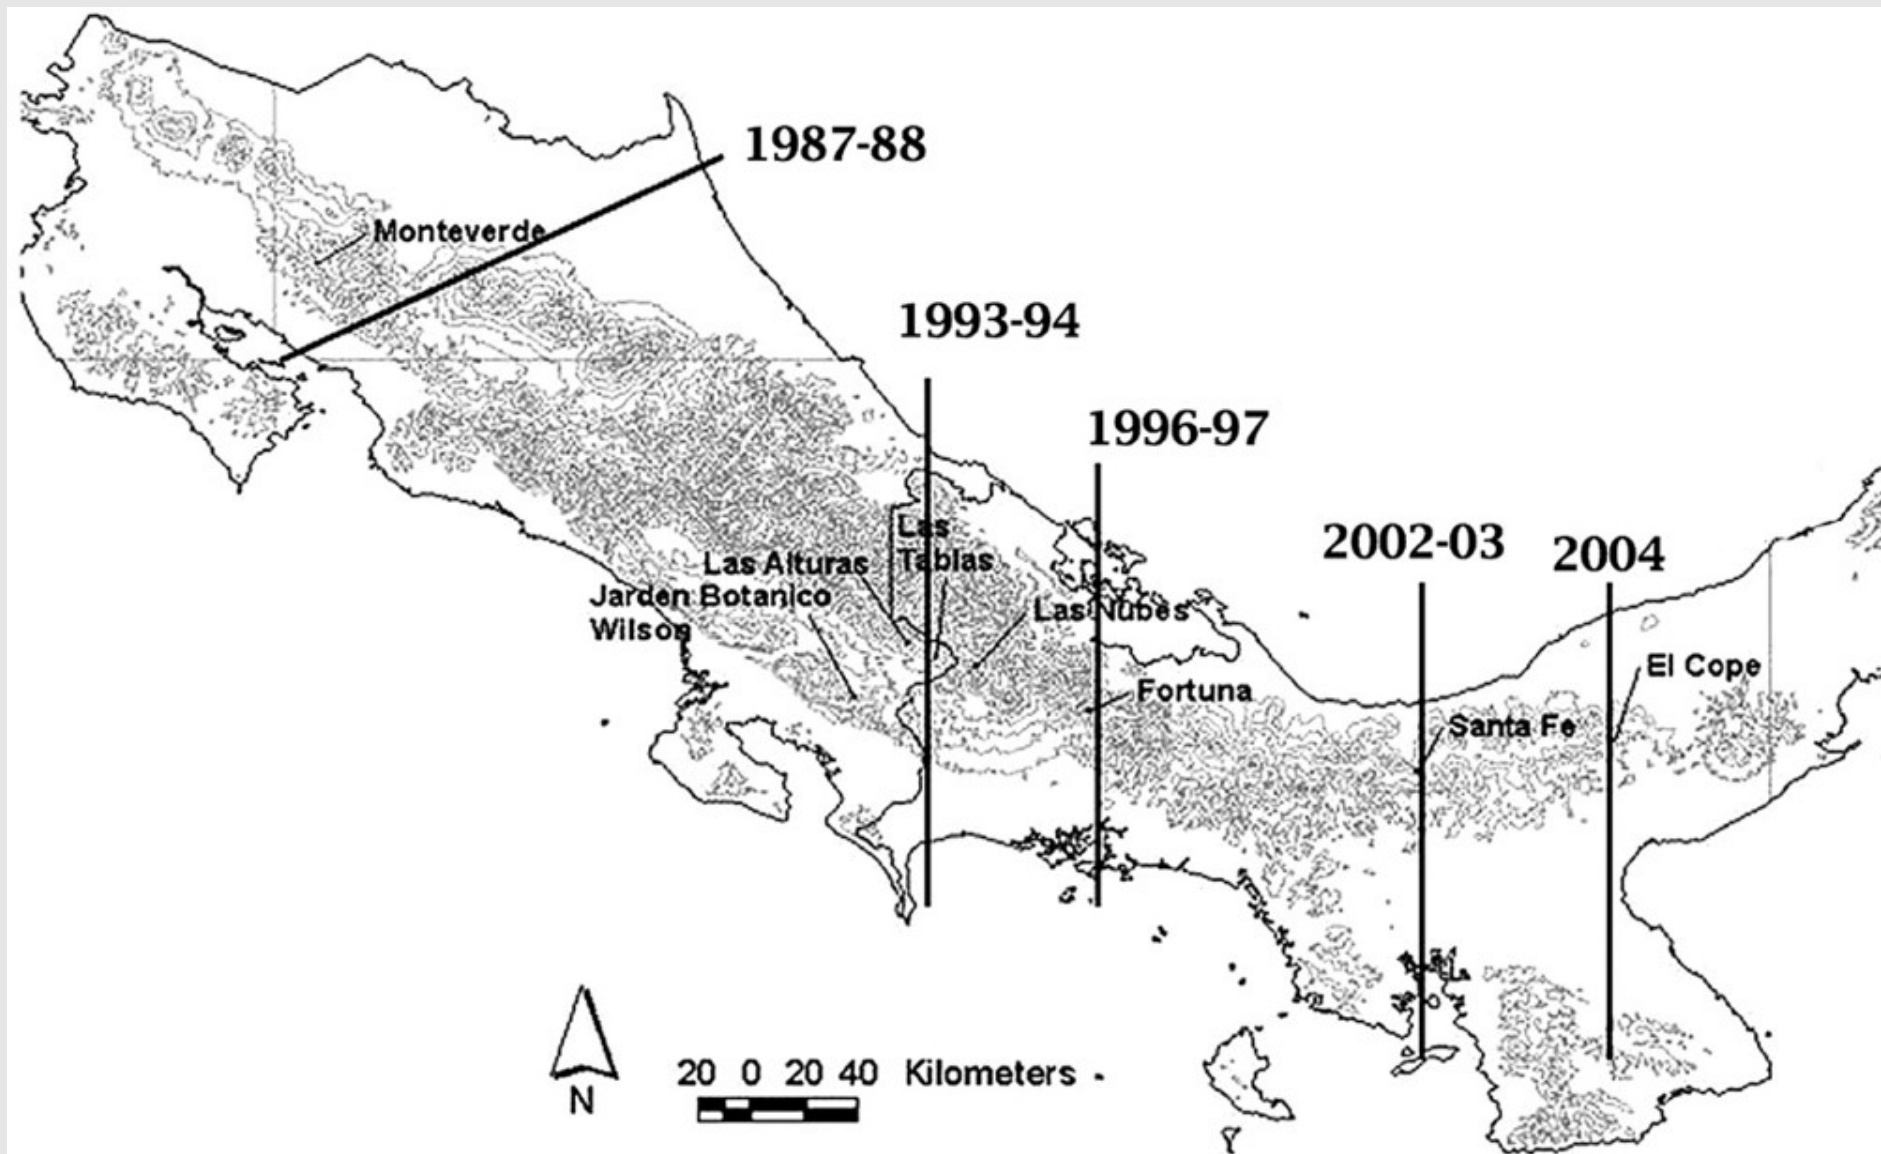 1987-88
Monteverde
1993-94
1996-97
Las
Tablas
Las Alturas
Jarden Botanico
Wilson
Las Nubes
2002-03
2004
Fortuna
El Cope
Santa Fe
20 0 20 40 Kilometers
N